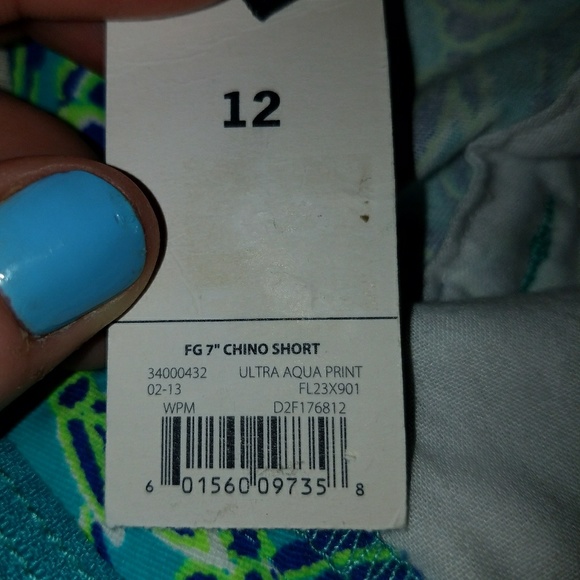 12
FG 7" CHINO SHORT
34000432 ULTRA AQUA PRINT
02-13 FL23X901
WPM D2F176812
6 01560 09735 8